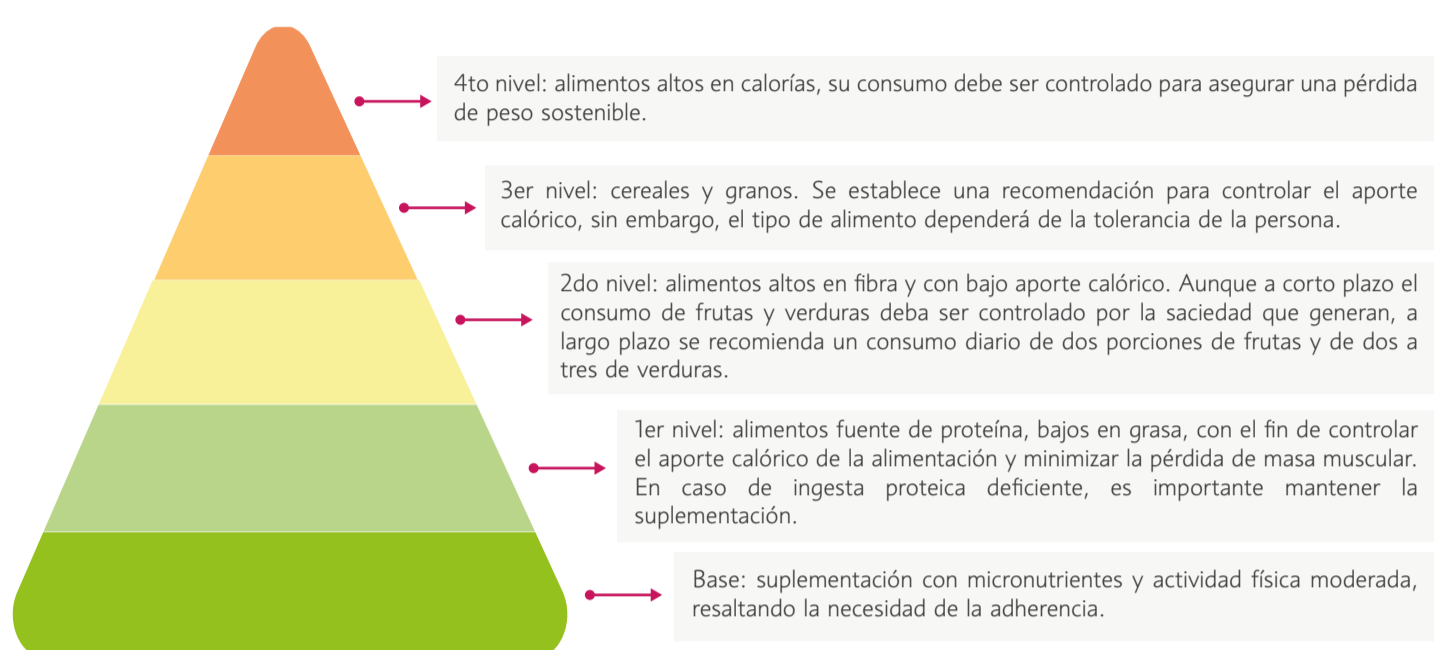 4to nivel: alimentos altos en calorías, su consumo debe ser controlado para asegurar una pérdida
de peso sostenible.
3er nivel: cereales y granos. Se establece una recomendación para controlar el aporte
calórico, sin embargo, el tipo de alimento dependerá de la tolerancia de la persona.
2do nivel: alimentos altos en fibra y con bajo aporte calórico. Aunque a corto plazo el
consumo de frutas y verduras deba ser controlado por la saciedad que generan, a
largo plazo se recomienda un consumo diario de dos porciones de frutas y de dos a
tres de verduras.
1er nivel: alimentos fuente de proteína, bajos en grasa, con el fin de controlar
el aporte calórico de la alimentación y minimizar la pérdida de masa muscular.
En caso de ingesta proteica deficiente, es importante mantener la
suplementación.
Base: suplementación con micronutrientes y actividad física moderada,
resaltando la necesidad de la adherencia.